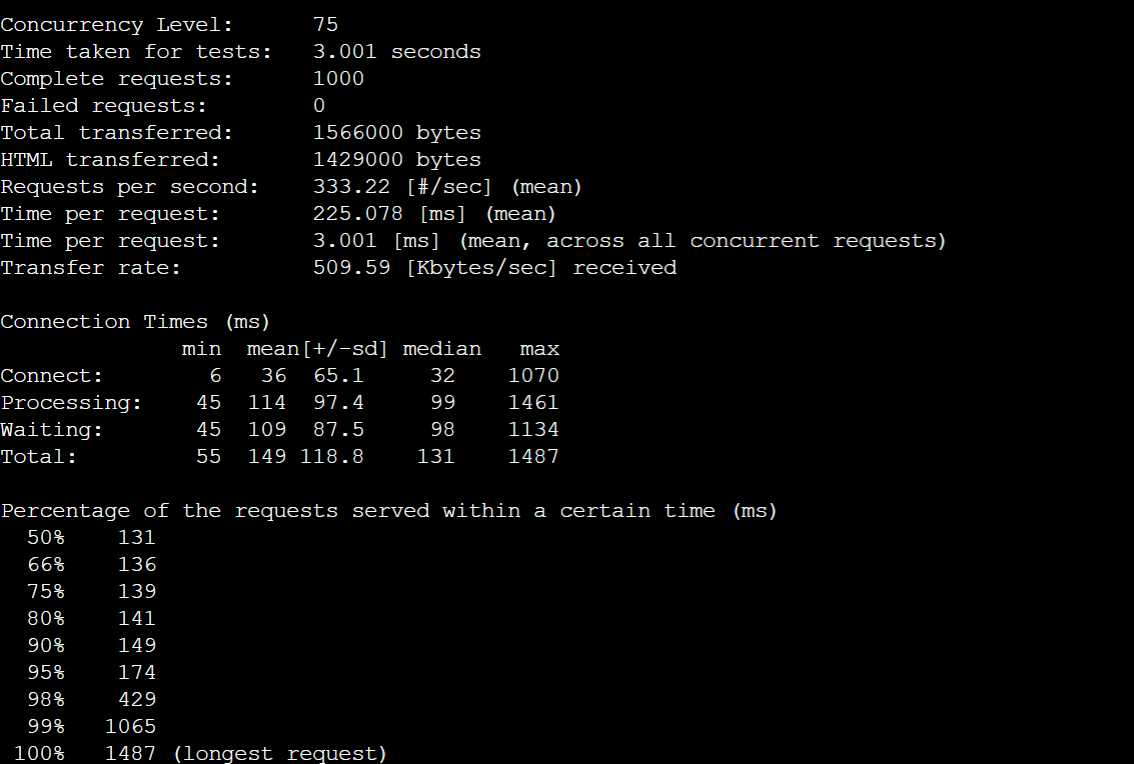 Concurrency Level:      75
Time taken for tests:   3.001 seconds
Complete requests:      1000
Failed requests:        0
Total transferred:      1566000 bytes
HTML transferred:       1429000 bytes
Requests per second:    333.22 [#/sec] (mean)
Time per request:       225.078 [ms] (mean)
Time per request:       3.001 [ms] (mean, across all concurrent requests)
Transfer rate:          509.59 [Kbytes/sec] received

Connection Times (ms)
              min  mean[+/-sd] median   max
Connect:        6   36  65.1     32    1070
Processing:    45  114  97.4     99    1461
Waiting:       45  109  87.5     98    1134
Total:         55  149 118.8    131    1487

Percentage of the requests served within a certain time (ms)
  50%    131
  66%    136
  75%    139
  80%    141
  90%    149
  95%    174
  98%    429
  99%   1065
 100%   1487 (longest request)